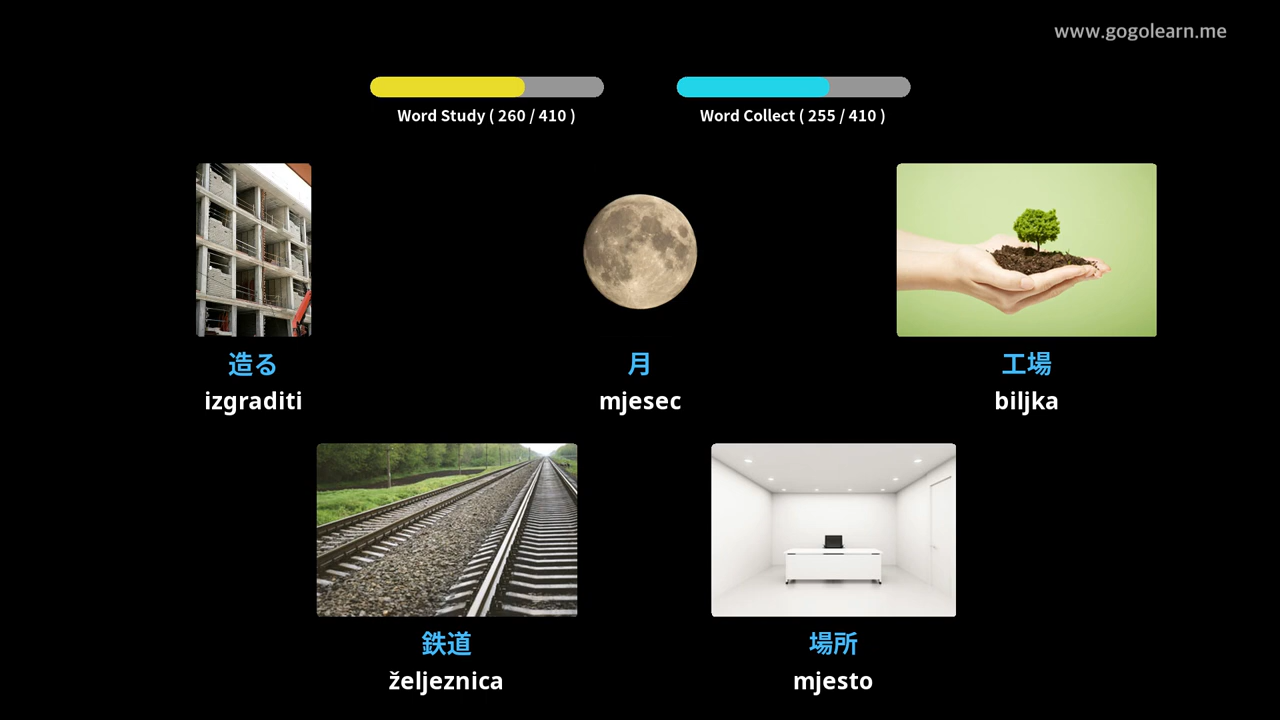 www.gogolearn.me
Word Study ( 260 / 410 )
Word Collect ( 255 / 410 )
造る
izgraditi
月
mjesec
工場
biljka
鉄道
željeznica
場所
mjesto